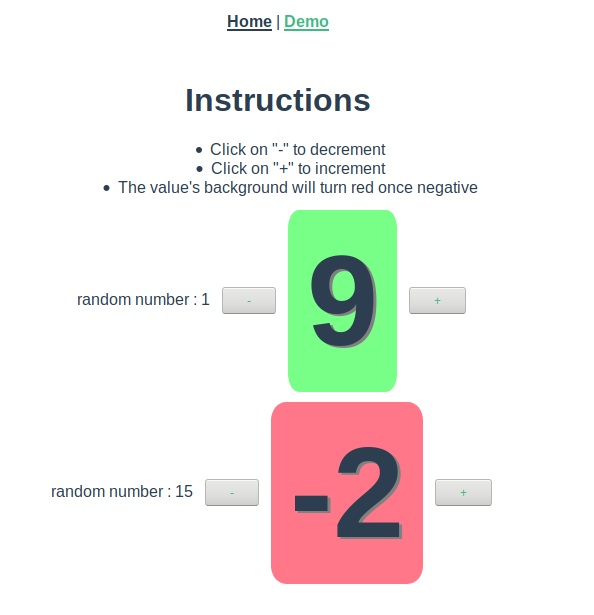 Home | Demo
Instructions
• Click on "-" to decrement
• Click on "+" to increment
• The value's background will turn red once negative
random number : 1 - 9 +
random number : 15 - -2 +